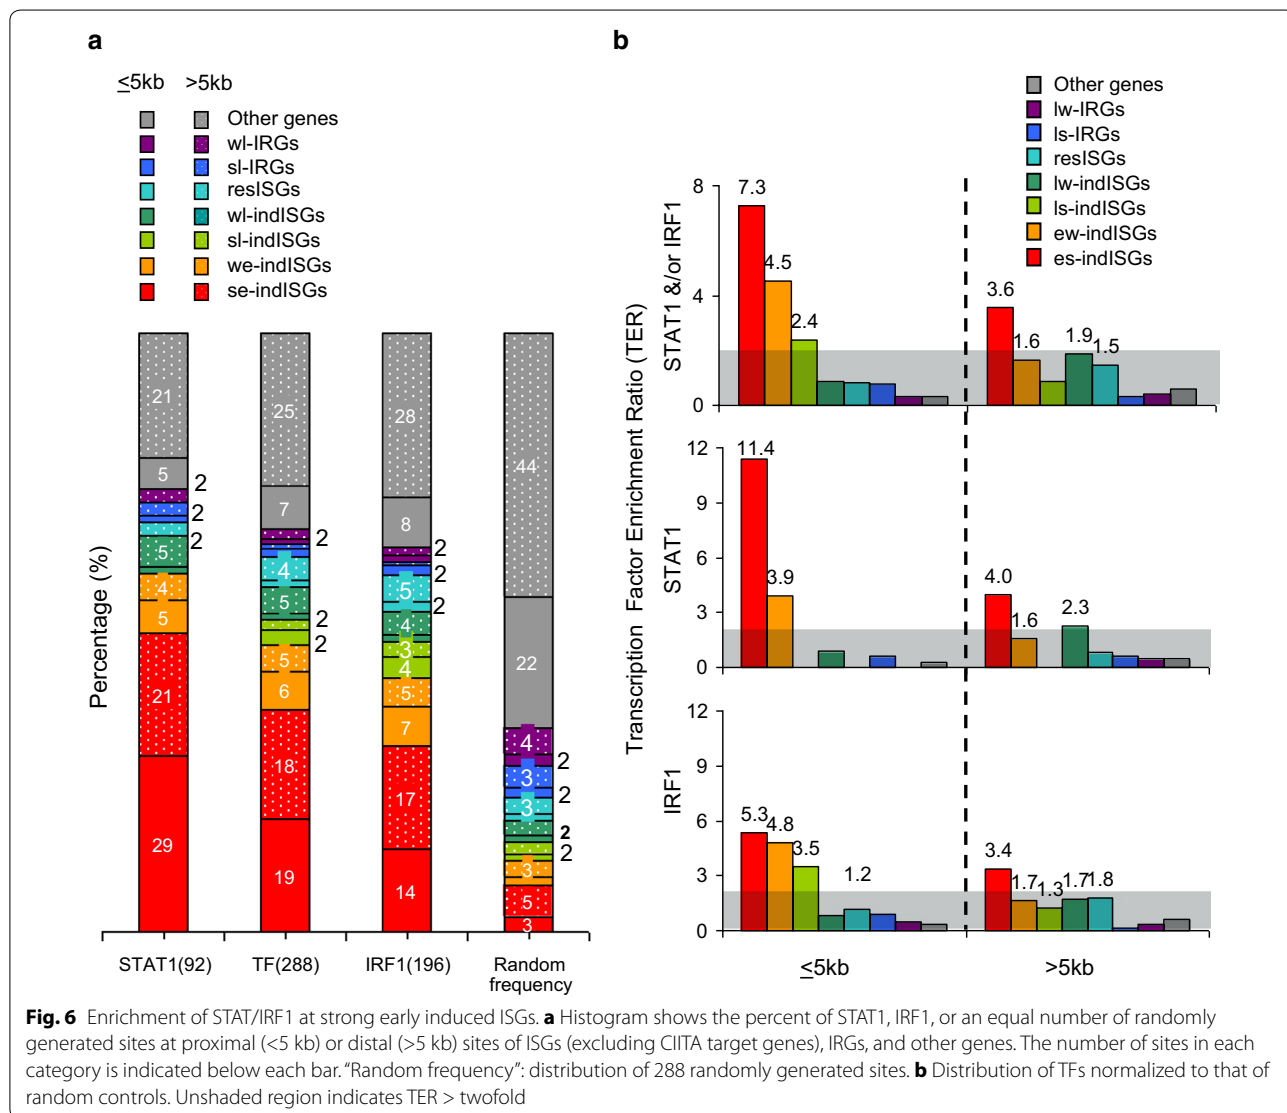 a
≤5kb >5kb
Other genes
wl-IRGs
sl-IRGs
resISGs
wl-indISGs
sl-indISGs
we-indISGs
se-indISGs
Percentage (%)
21
5
2
2
2
5
4
5
21
29
25
7
2
4
5
2
2
5
6
18
19
28
8
2
5
2
4
3
4
5
7
17
14
44
22
4
2
3
2
3
2
2
3
5
3
STAT1(92) TF(288) IRF1(196) Random
frequency
b
Other genes
lw-IRGs
ls-IRGs
resISGs
lw-indISGs
ls-indISGs
ew-indISGs
es-indISGs
Transcription Factor Enrichment Ratio (TER)
STAT1 &/or IRF1
8
4
0
7.3
4.5
2.4
3.6
1.6
1.9
1.5
STAT1
12
9
6
3
0
11.4
3.9
4.0
1.6
2.3
IRF1
12
9
6
3
0
5.3
4.8
3.5
1.2
3.4
1.7
1.3
1.7
1.8
≤5kb >5kb
Fig. 6 Enrichment of STAT/IRF1 at strong early induced ISGs. a Histogram shows the percent of STAT1, IRF1, or an equal number of randomly
generated sites at proximal (<5 kb) or distal (>5 kb) sites of ISGs (excluding CIITA target genes), IRGs, and other genes. The number of sites in each
category is indicated below each bar. "Random frequency": distribution of 288 randomly generated sites. b Distribution of TFs normalized to that of
random controls. Unshaded region indicates TER > twofold